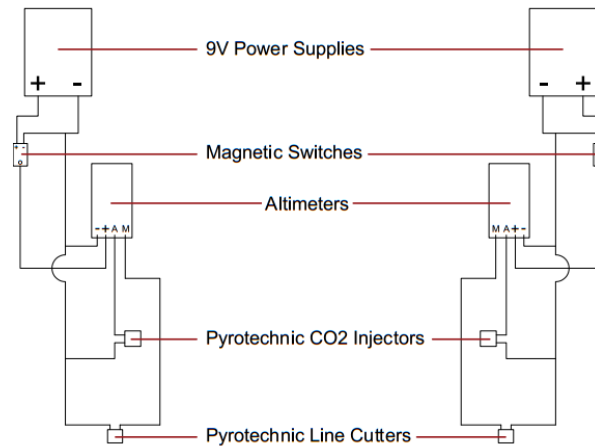 9V Power Supplies
+ -
- +
Magnetic Switches
+ -
Altimeters
- + A M
M A + -
Pyrotechnic CO2 Injectors
Pyrotechnic Line Cutters